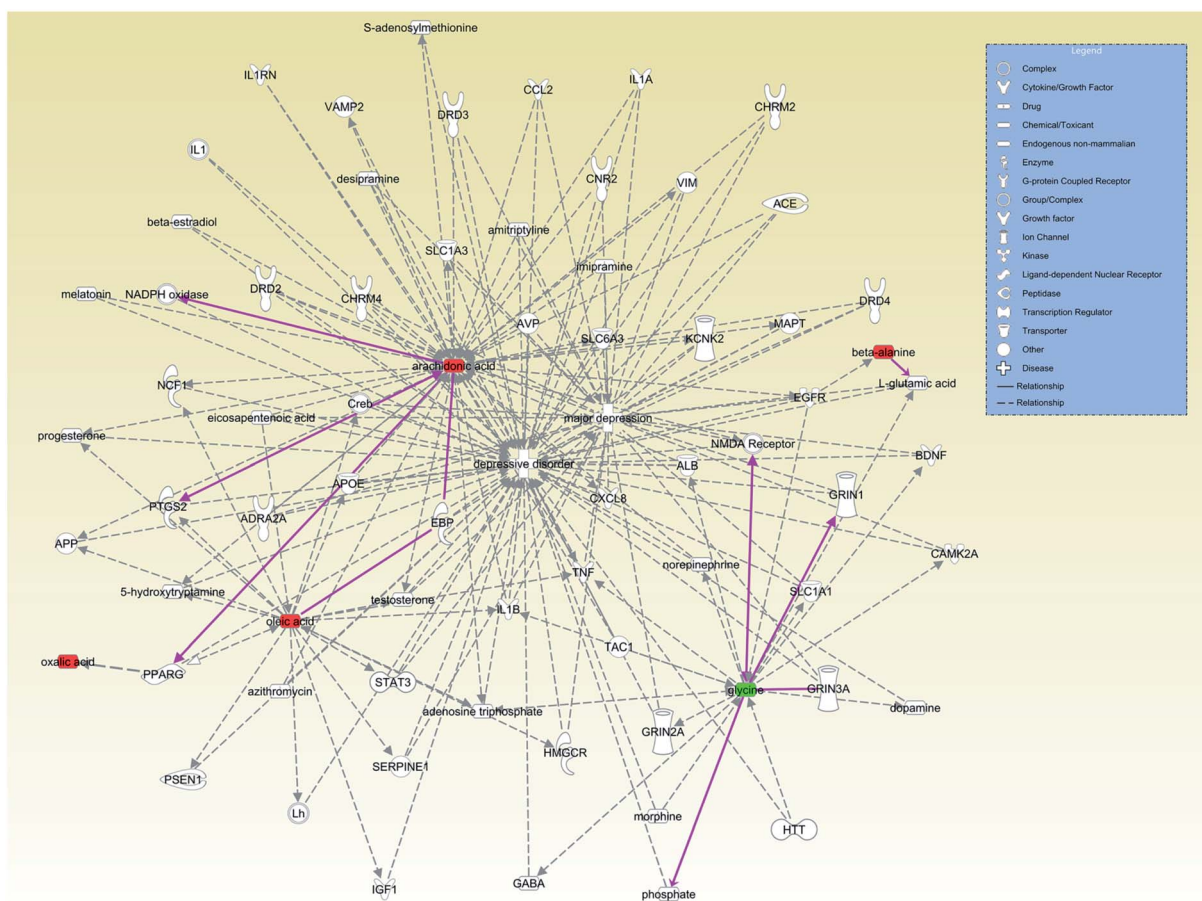 S-adenosylmethionine
IL1RN
CCL2
IL1A
VAMP2
DRD3
CHRM2
IL1
desipramine
CNR2
VIM
ACE
beta-estradiol
SLC1A3
amitriptyline
imipramine
melatonin
NADPH oxidase
DRD2
CHRM4
AVP
SLC6A3
KCNK2
MAPT
DRD4
beta-alanine
arachidonic acid
L-glutamic acid
NCF1
Creb
EGFR
eicosapentenoic acid
major depression
progesterone
NMDA Receptor
BDNF
depressive disorder
ALB
APOE
CXCL8
GRIN1
PTGS2
ADRA2A
EBP
APP
CAMK2A
norepinephrine
TNF
5-hydroxytryptamine
testosterone
SLC1A1
IL1B
oleic acid
TAC1
oxalic acid
PPARG
azithromycin
STAT3
glycine
GRIN3A
adenosine triphosphate
dopamine
GRIN2A
HMGCR
PSEN1
SERPINE1
Lh
morphine
HTT
IGF1
GABA
phosphate
Legend
Complex
Cytokine/Growth Factor
Drug
Chemical/Toxicant
Endogenous non-mammalian
Enzyme
G-protein Coupled Receptor
Group/Complex
Growth factor
Ion Channel
Kinase
Ligand-dependent Nuclear Receptor
Peptidase
Transcription Regulator
Transporter
Other
Disease
Relationship
Relationship